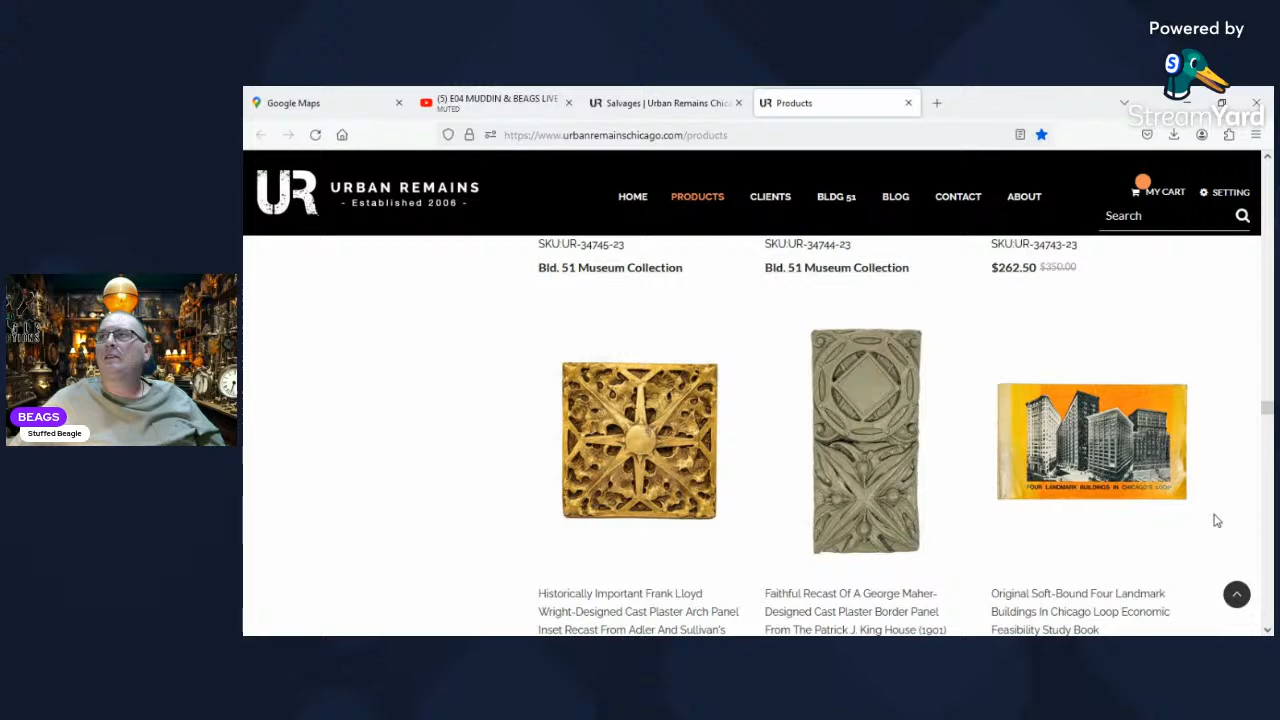 Powered by
StreamYard
Google Maps
(5) E04 MUDDIN & BEAGS LIVE
MUTED
Salvages | Urban Remains Chica
Products
https://www.urbanremainschicago.com/products
UR
URBAN REMAINS
- Established 2006 -
HOME
PRODUCTS
CLIENTS
BLDG 51
BLOG
CONTACT
ABOUT
MY CART
SETTING
Search
SKU:UR-34745-23
SKU:UR-34744-23
SKU:UR-34743-23
Bld. 51 Museum Collection
Bld. 51 Museum Collection
$262.50 $350.00
FOUR LANDMARK BUILDINGS IN CHICAGO'S LOOP
Historically Important Frank Lloyd
Wright-Designed Cast Plaster Arch Panel
Inset Recast From Adler And Sullivan's
Faithful Recast Of A George Maher-
Designed Cast Plaster Border Panel
From The Patrick J. King House (1901)
Original Soft-Bound Four Landmark
Buildings In Chicago Loop Economic
Feasibility Study Book
BEAGS
Stuffed Beagle